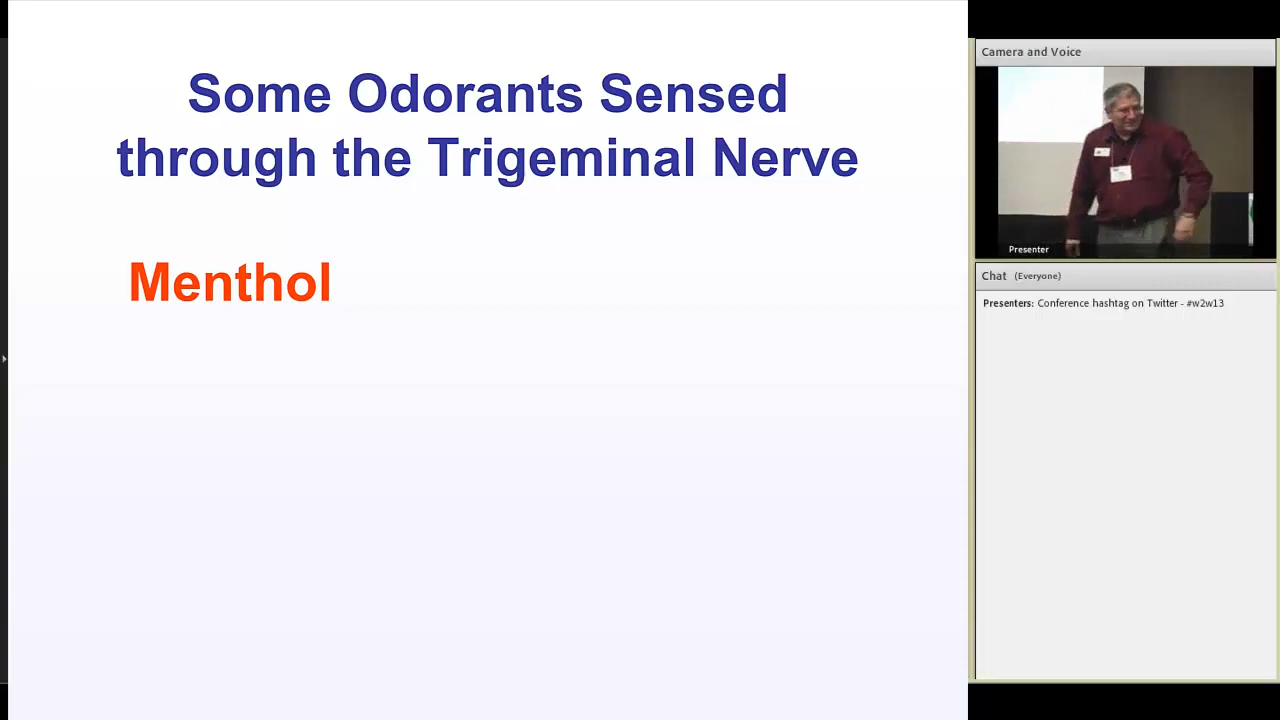 Some Odorants Sensed
through the Trigeminal Nerve
Menthol
Camera and Voice
Presenter
Chat (Everyone)
Presenters: Conference hashtag on Twitter - #w2w13